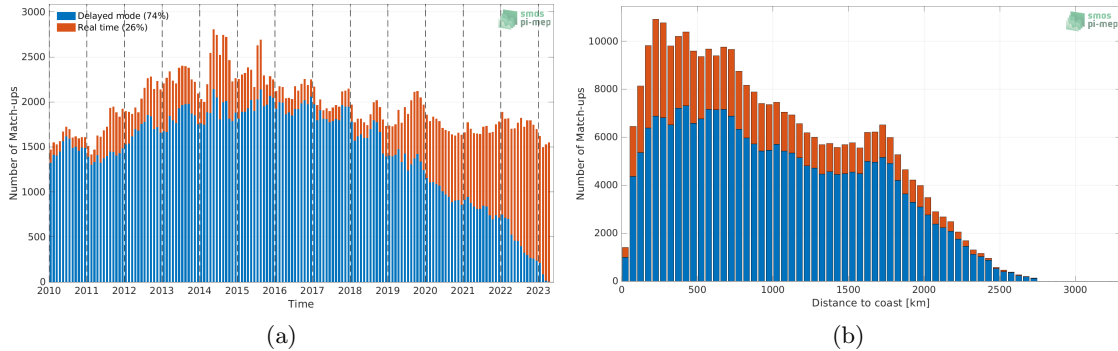 Delayed mode (74%)
Real time (26%)
smos
pi-mep
Number of Match-ups
3000
2500
2000
1500
1000
500
0
2010 2011 2012 2013 2014 2015 2016 2017 2018 2019 2020 2021 2022 2023
Time
(a)
smos
pi-mep
Number of Match-ups
10000
8000
6000
4000
2000
0
0 500 1000 1500 2000 2500 3000
Distance to coast [km]
(b)